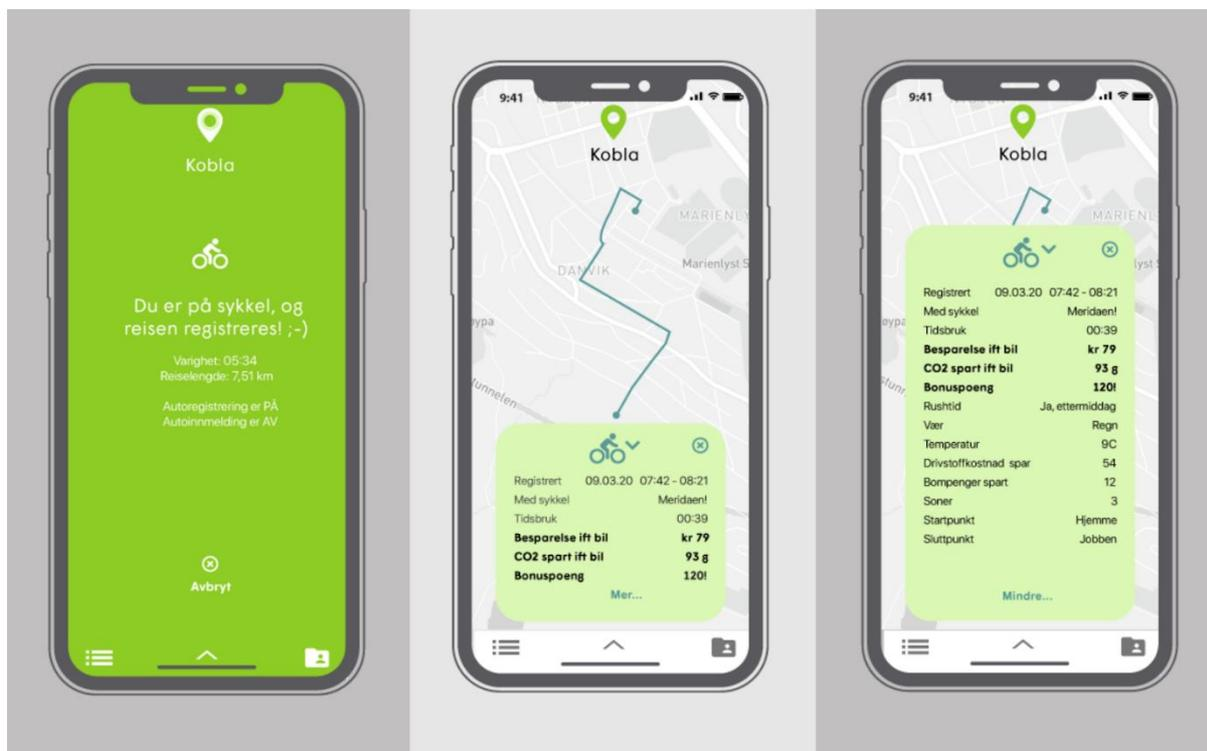 Kobla
Du er på sykkel, og
reisen registreres! ;-)
Varighet: 05:34
Reiselengde: 7,51 km
Autoregistrering er PÅ
Autoinnmelding er AV
Avbryt
9:41
Kobla
MARIENLY
DANVIK
Marienlyst S
øypa
tunnelen
Registrert 09.03.20 07:42 - 08:21
Med sykkel Meridaen!
Tidsbruk 00:39
Besparelse ift bil kr 79
CO2 spart ift bil 93 g
Bonuspoeng 120!
Mer...
9:41
Kobla
MARIENL
lyst S
øypa
Registrert 09.03.20 07:42 - 08:21
Med sykkel Meridaen!
Tidsbruk 00:39
Besparelse ift bil kr 79
CO2 spart ift bil 93 g
Bonuspoeng 120!
Rushtid Ja, ettermiddag
Vær Regn
Temperatur 9C
Drivstoffkostnad spar 54
Bompenger spart 12
Soner 3
Startpunkt Hjemme
Sluttpunkt Jobben
Mindre...